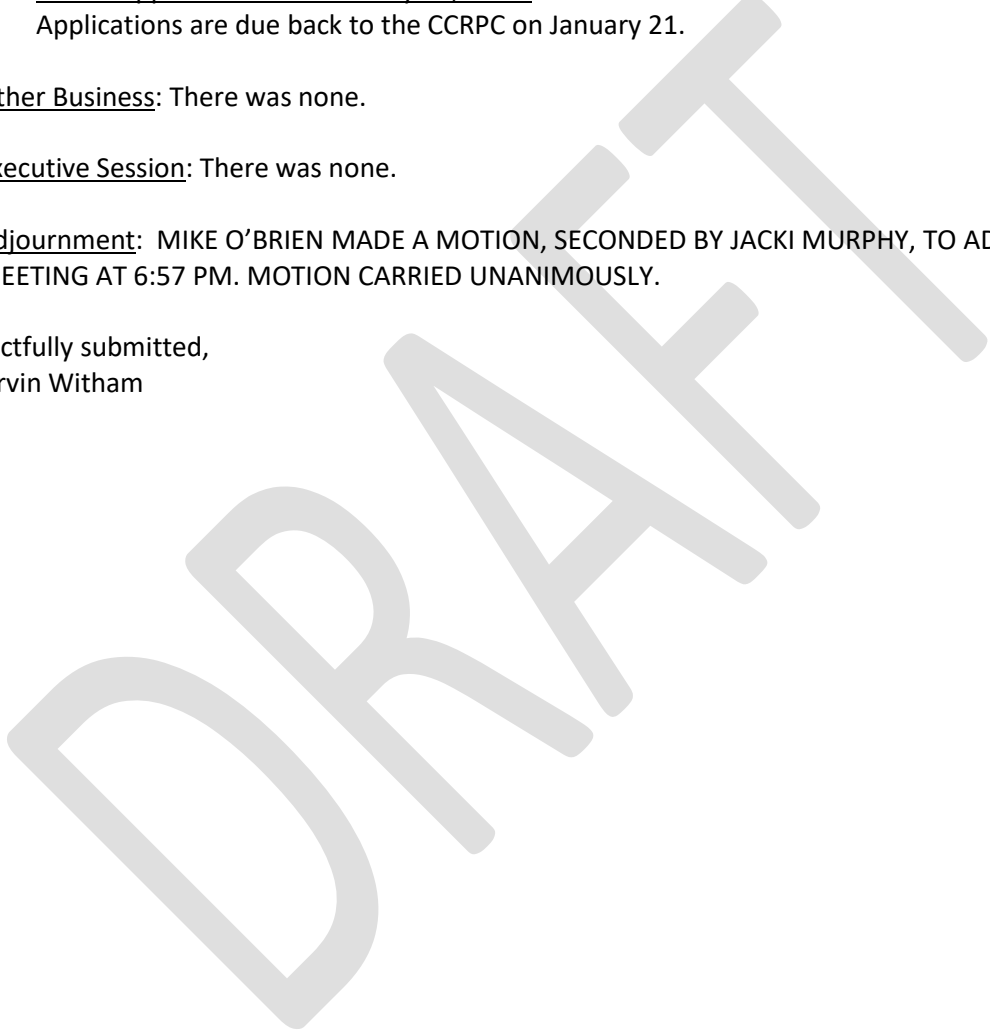 Applications are due back to the CCRPC on January 21.
ther Business: There was none.
xecutive Session: There was none.
djournment: MIKE O’BRIEN MADE A MOTION, SECONDED BY JACKI MURPHY, TO AD
EETING AT 6:57 PM. MOTION CARRIED UNANIMOUSLY.
ctfully submitted,
rvin Witham
DRAFT